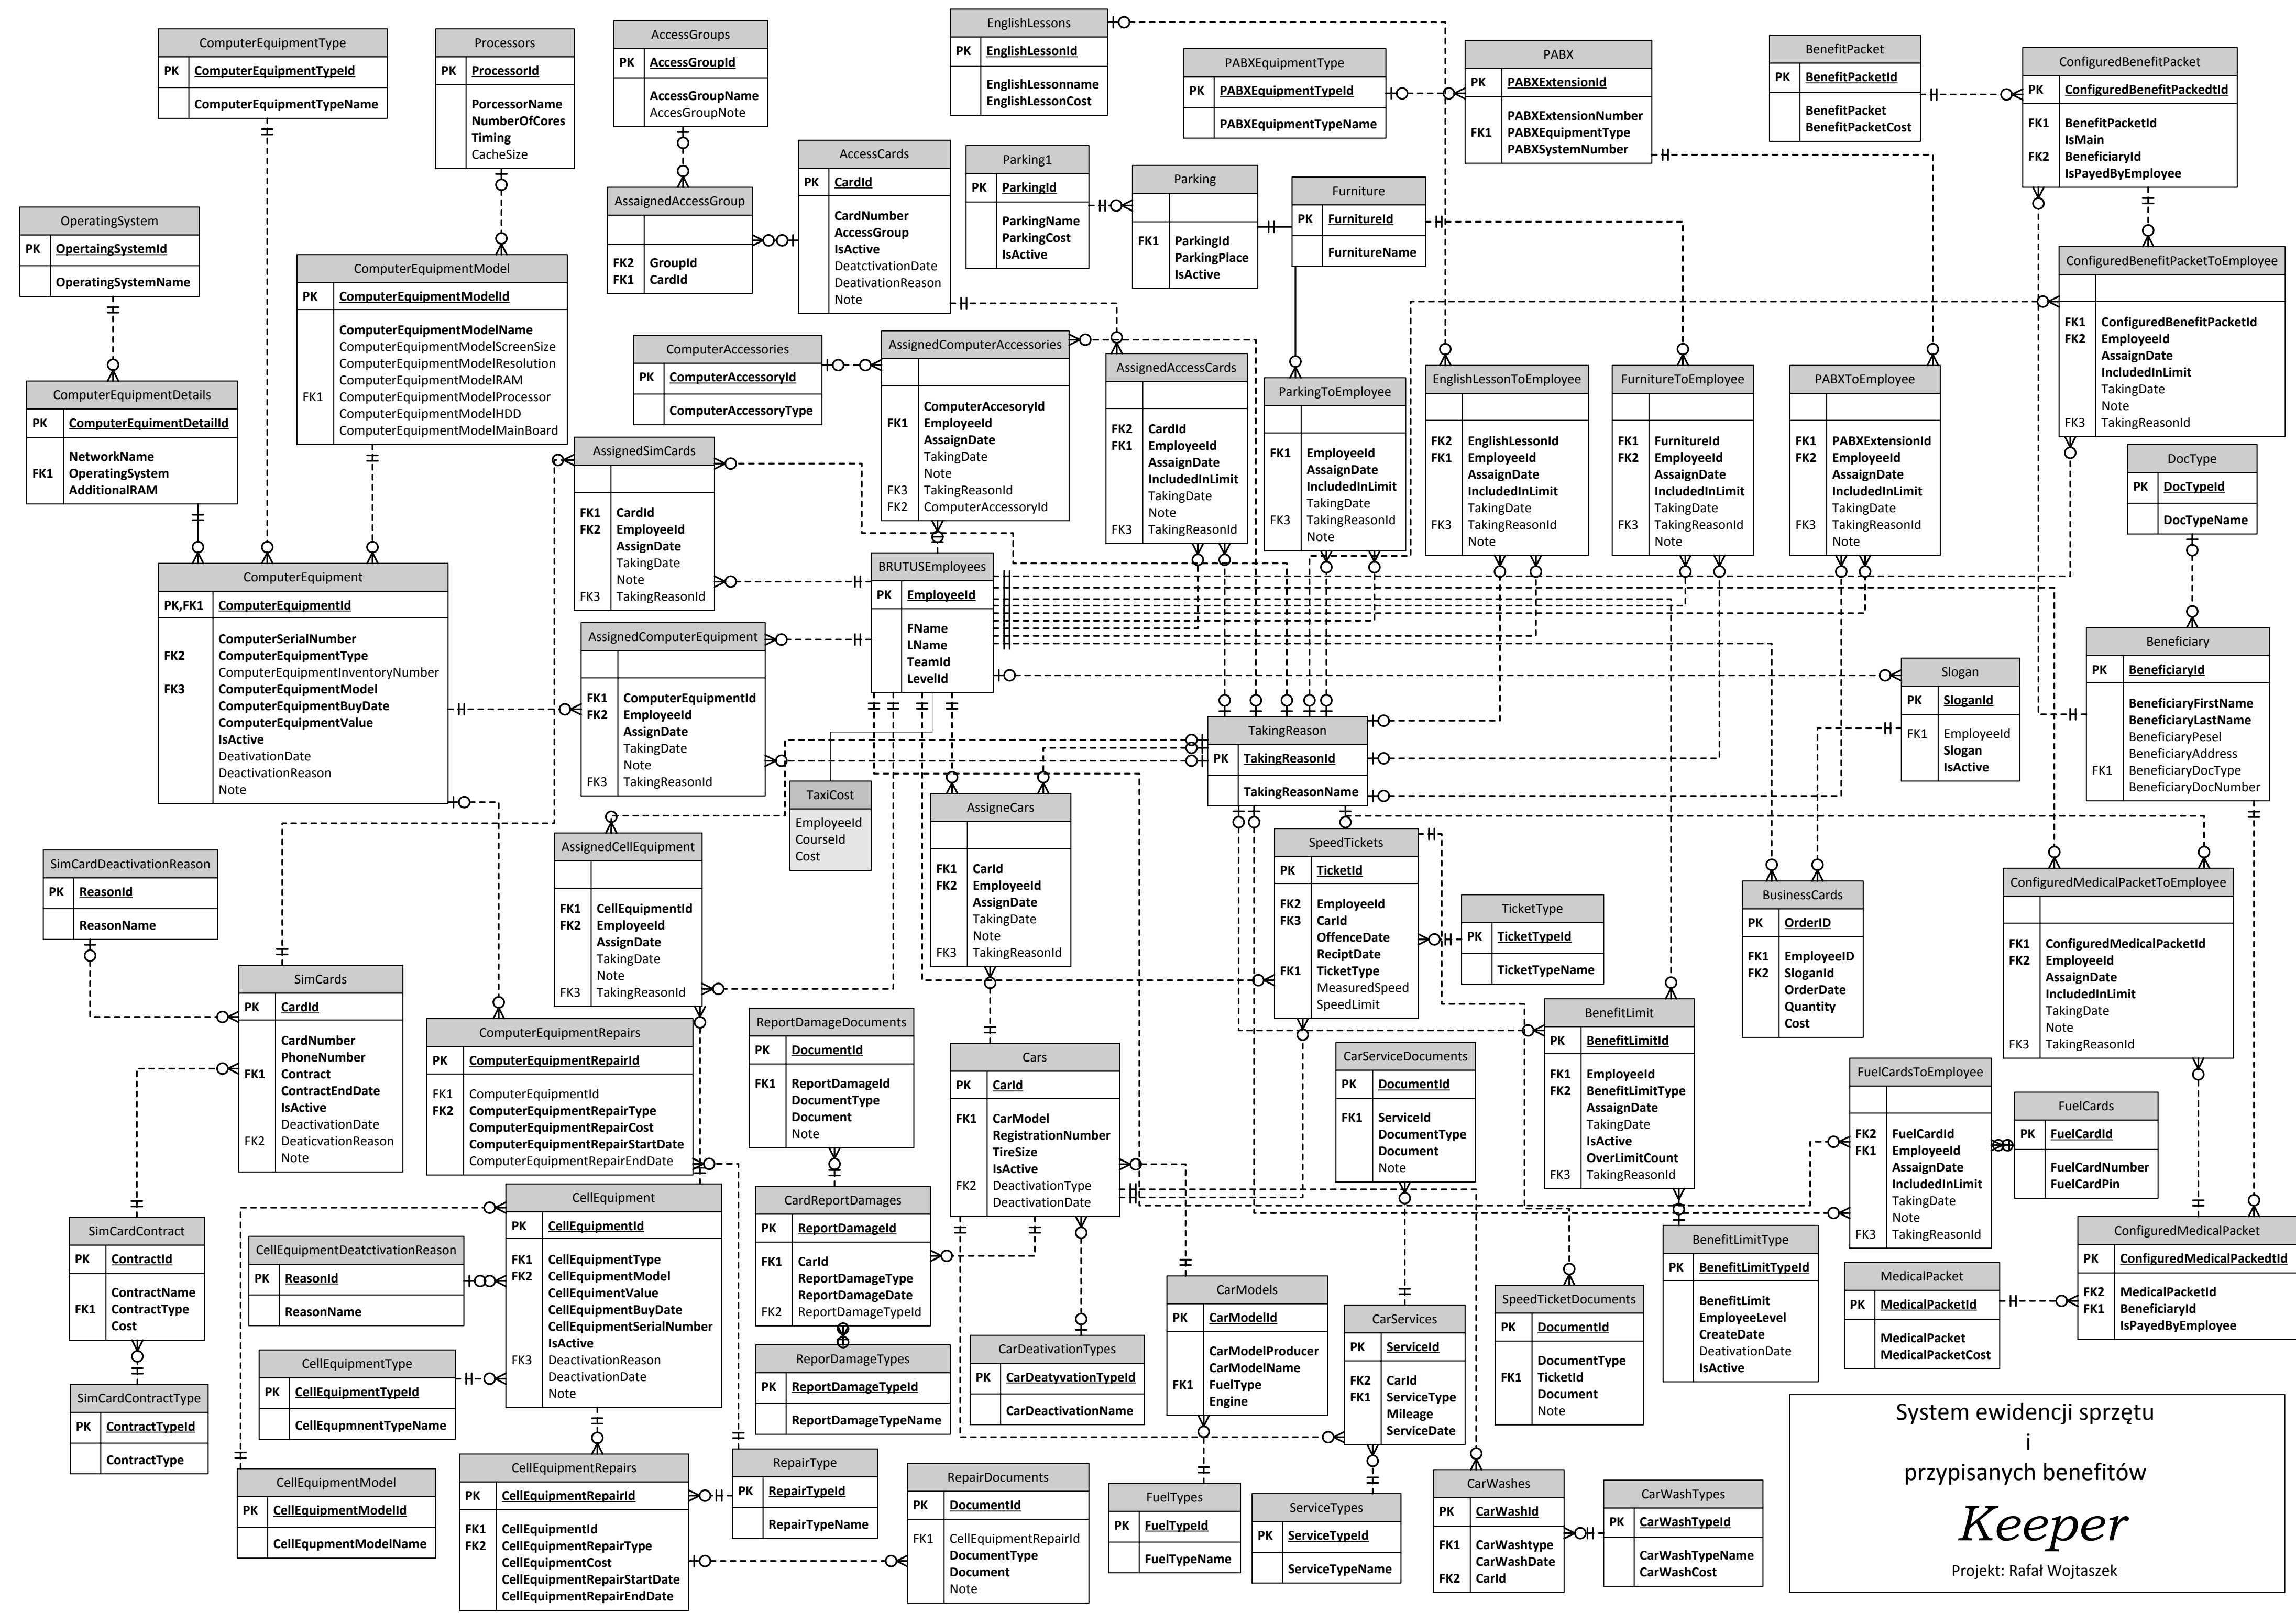 ComputerEquipmentType
PK ComputerEquipmentTypeId
ComputerEquipmentTypeName
Processors
PK ProcessorId
PorcessorName
NumberOfCores
Timing
CacheSize
AccessGroups
PK AccessGroupId
AccessGroupName
AccesGroupNote
EnglishLessons
PK EnglishLessonId
EnglishLessonname
EnglishLessonCost
PABXEquipmentType
PK PABXEquipmentTypeId
PABXEquipmentTypeName
PABX
PK PABXExtensionId
PABXExtensionNumber
FK1 PABXEquipmentType
PABXSystemNumber
BenefitPacket
PK BenefitPacketId
BenefitPacket
BenefitPacketCost
ConfiguredBenefitPacket
PK ConfiguredBenefitPackedtId
FK1 BenefitPacketId
IsMain
FK2 BeneficiaryId
IsPayedByEmployee
OperatingSystem
PK OpertaingSystemId
OperatingSystemName
ComputerEquipmentModel
PK ComputerEquipmentModelId
ComputerEquipmentModelName
ComputerEquipmentModelScreenSize
ComputerEquipmentModelResolution
ComputerEquipmentModelRAM
FK1 ComputerEquipmentModelProcessor
ComputerEquipmentModelHDD
ComputerEquipmentModelMainBoard
AssaignedAccessGroup
FK2 GroupId
FK1 CardId
AccessCards
PK CardId
CardNumber
AccessGroup
IsActive
DeatctivationDate
DeativationReason
Note
Parking1
PK ParkingId
ParkingName
ParkingCost
IsActive
Parking
FK1 ParkingId
ParkingPlace
IsActive
Furniture
PK FurnitureId
FurnitureName
ConfiguredBenefitPacketToEmployee
FK1 ConfiguredBenefitPacketId
FK2 EmployeeId
AssaignDate
IncludedInLimit
TakingDate
Note
FK3 TakingReasonId
ComputerEquipmentDetails
PK ComputerEquimentDetailId
NetworkName
FK1 OperatingSystem
AdditionalRAM
ComputerAccessories
PK ComputerAccessoryId
ComputerAccessoryType
AssignedComputerAccessories
ComputerAccesoryId
FK1 EmployeeId
AssaignDate
TakingDate
Note
FK3 TakingReasonId
FK2 ComputerAccessoryId
AssignedAccessCards
FK2 CardId
FK1 EmployeeId
AssaignDate
IncludedInLimit
TakingDate
Note
FK3 TakingReasonId
ParkingToEmployee
FK1 EmployeeId
AssaignDate
IncludedInLimit
TakingDate
FK3 TakingReasonId
Note
EnglishLessonToEmployee
FK2 EnglishLessonId
FK1 EmployeeId
AssaignDate
IncludedInLimit
TakingDate
FK3 TakingReasonId
Note
FurnitureToEmployee
FK1 FurnitureId
FK2 EmployeeId
AssaignDate
IncludedInLimit
TakingDate
FK3 TakingReasonId
Note
PABXToEmployee
FK1 PABXExtensionId
FK2 EmployeeId
AssaignDate
IncludedInLimit
TakingDate
FK3 TakingReasonId
Note
DocType
PK DocTypeId
DocTypeName
AssignedSimCards
FK1 CardId
FK2 EmployeeId
AssignDate
TakingDate
Note
FK3 TakingReasonId
ComputerEquipment
PK,FK1 ComputerEquipmentId
ComputerSerialNumber
FK2 ComputerEquipmentType
ComputerEquipmentInventoryNumber
FK3 ComputerEquipmentModel
ComputerEquipmentBuyDate
ComputerEquipmentValue
IsActive
DeativationDate
DeactivationReason
Note
BRUTUSEmployees
PK EmployeeId
FName
LName
TeamId
LevelId
AssignedComputerEquipment
FK1 ComputerEquipmentId
FK2 EmployeeId
AssignDate
TakingDate
Note
FK3 TakingReasonId
TakingReason
PK TakingReasonId
TakingReasonName
Slogan
PK SloganId
FK1 EmployeeId
Slogan
IsActive
Beneficiary
PK BeneficiaryId
BeneficiaryFirstName
BeneficiaryLastName
BeneficiaryPesel
BeneficiaryAddress
FK1 BeneficiaryDocType
BeneficiaryDocNumber
TaxiCost
EmployeeId
CourseId
Cost
AssigneCars
FK1 CarId
FK2 EmployeeId
AssignDate
TakingDate
Note
FK3 TakingReasonId
AssignedCellEquipment
FK1 CellEquipmentId
FK2 EmployeeId
AssignDate
TakingDate
Note
FK3 TakingReasonId
SpeedTickets
PK TicketId
FK2 EmployeeId
FK3 CarId
OffenceDate
ReciptDate
FK1 TicketType
MeasuredSpeed
SpeedLimit
TicketType
PK TicketTypeId
TicketTypeName
BusinessCards
PK OrderID
FK1 EmployeeID
FK2 SloganId
OrderDate
Quantity
Cost
ConfiguredMedicalPacketToEmployee
FK1 ConfiguredMedicalPacketId
FK2 EmployeeId
AssaignDate
IncludedInLimit
TakingDate
Note
FK3 TakingReasonId
SimCardDeactivationReason
PK ReasonId
ReasonName
SimCards
PK CardId
CardNumber
PhoneNumber
FK1 Contract
ContractEndDate
IsActive
DeactivationDate
FK2 DeaticvationReason
Note
ComputerEquipmentRepairs
PK ComputerEquipmentRepairId
FK1 ComputerEquipmentId
FK2 ComputerEquipmentRepairType
ComputerEquipmentRepairCost
ComputerEquipmentRepairStartDate
ComputerEquipmentRepairEndDate
ReportDamageDocuments
PK DocumentId
FK1 ReportDamageId
DocumentType
Document
Note
Cars
PK CarId
FK1 CarModel
RegistrationNumber
TireSize
IsActive
FK2 DeactivationType
DeactivationDate
CarServiceDocuments
PK DocumentId
FK1 ServiceId
DocumentType
Document
Note
BenefitLimit
PK BenefitLimitId
FK1 EmployeeId
FK2 BenefitLimitType
AssaignDate
TakingDate
IsActive
OverLimitCount
FK3 TakingReasonId
FuelCardsToEmployee
FK2 FuelCardId
FK1 EmployeeId
AssaignDate
IncludedInLimit
TakingDate
Note
FK3 TakingReasonId
FuelCards
PK FuelCardId
FuelCardNumber
FuelCardPin
SimCardContract
PK ContractId
ContractName
FK1 ContractType
Cost
CellEquipment
PK CellEquipmentId
FK1 CellEquipmentType
FK2 CellEquipmentModel
CellEquimentValue
CellEquipmentBuyDate
CellEquipmentSerialNumber
IsActive
FK3 DeactivationReason
DeactivationDate
Note
CellEquipmentDeatctivationReason
PK ReasonId
ReasonName
CardReportDamages
PK ReportDamageId
FK1 CarId
ReportDamageType
ReportDamageDate
FK2 ReportDamageTypeId
CarModels
PK CarModelId
CarModelProducer
CarModelName
FK1 FuelType
Engine
CarServices
PK ServiceId
FK2 CarId
FK1 ServiceType
Mileage
ServiceDate
SpeedTicketDocuments
PK DocumentId
DocumentType
FK1 TicketId
Document
Note
BenefitLimitType
PK BenefitLimitTypeId
BenefitLimit
EmployeeLevel
CreateDate
DeativationDate
IsActive
MedicalPacket
PK MedicalPacketId
MedicalPacket
MedicalPacketCost
ConfiguredMedicalPacket
PK ConfiguredMedicalPackedtId
FK2 MedicalPacketId
FK1 BeneficiaryId
IsPayedByEmployee
SimCardContractType
PK ContractTypeId
ContractType
CellEquipmentType
PK CellEquipmentTypeId
CellEqupmnentTypeName
ReporDamageTypes
PK ReportDamageTypeId
ReportDamageTypeName
CarDeativationTypes
PK CarDeatyvationTypeId
CarDeactivationName
CellEquipmentModel
PK CellEquipmentModelId
CellEqupmentModelName
CellEquipmentRepairs
PK CellEquipmentRepairId
FK1 CellEquipmentId
FK2 CellEquipmentRepairType
CellEquipmentCost
CellEquipmentRepairStartDate
CellEquipmentRepairEndDate
RepairType
PK RepairTypeId
RepairTypeName
RepairDocuments
PK DocumentId
FK1 CellEquipmentRepairId
DocumentType
Document
Note
FuelTypes
PK FuelTypeId
FuelTypeName
ServiceTypes
PK ServiceTypeId
ServiceTypeName
CarWashes
PK CarWashId
FK1 CarWashtype
CarWashDate
FK2 CarId
CarWashTypes
PK CarWashTypeId
CarWashTypeName
CarWashCost
System ewidencji sprzętu
i
przypisanych benefitów
Keeper
Projekt: Rafał Wojtaszek